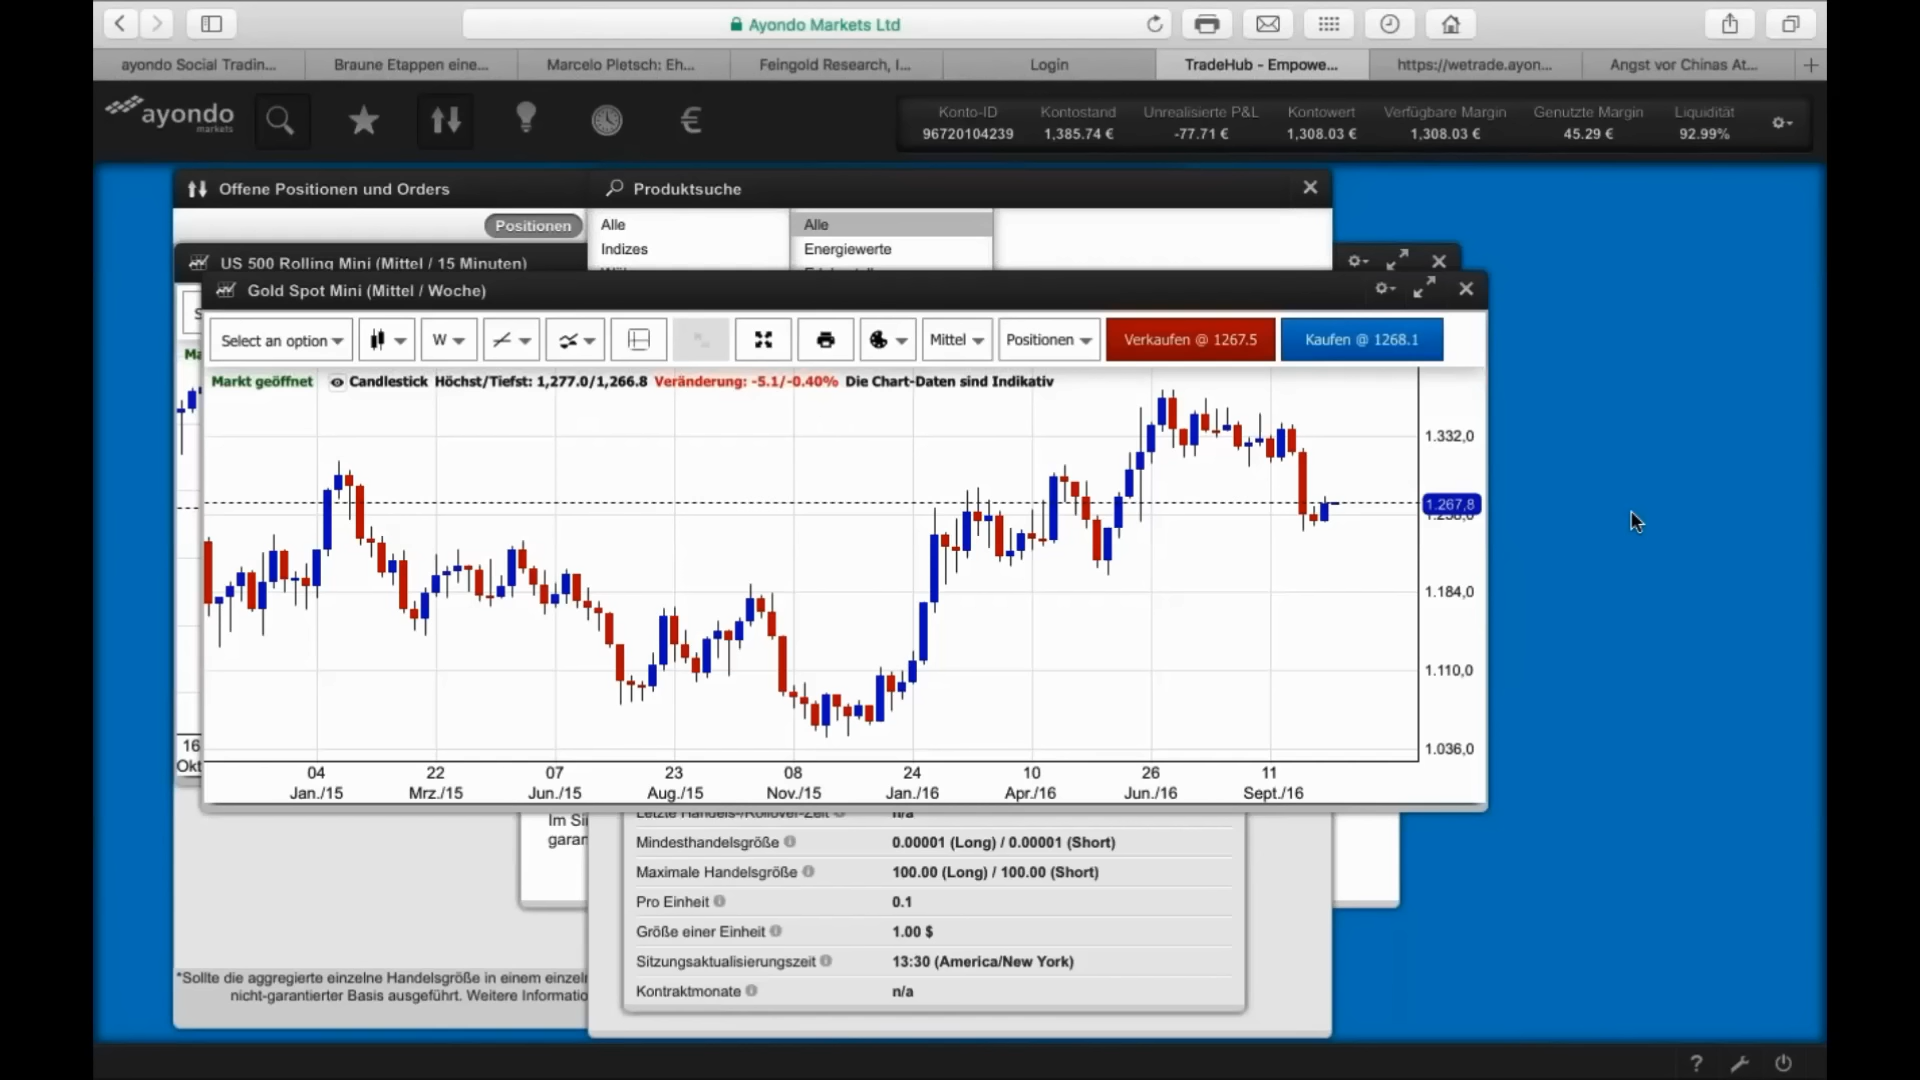 Ayondo Markets Ltd
ayondo Social Tradin...
Braune Etappen eine...
Marcelo Pletsch: Eh...
Feingold Research, I...
Login
TradeHub - Empowe...
https://wetrade.ayon...
Angst vor Chinas At...
ayondo
markets
€
Konto-ID
96720104239
Kontostand
1,385.74 €
Unrealisierte P&L
-77.71 €
Kontowert
1,308.03 €
Verfügbare Margin
1,308.03 €
Genutzte Margin
45.29 €
Liquidität
92.99%
Offene Positionen und Orders
Produktsuche
Positionen
Alle
Indizes
Alle
Energiewerte
US 500 Rolling Mini (Mittel / 15 Minuten)
Gold Spot Mini (Mittel / Woche)
Select an option
W
Mittel
Positionen
Verkaufen @ 1267.5
Kaufen @ 1268.1
Markt geöffnet
Candlestick Höchst/Tiefst: 1,277.0/1,266.8 Veränderung: -5.1/-0.40% Die Chart-Daten sind Indikativ
1.332,0
1.267,8
1.184,0
1.110,0
1.036,0
04
Jan./15
22
Mrz./15
07
Jun./15
23
Aug./15
08
Nov./15
24
Jan./16
10
Apr./16
26
Jun./16
11
Sept./16
16
Okt
Letzte Handels-/Rollover-Zeit n/a
Mindesthandelsgröße 0.00001 (Long) / 0.00001 (Short)
Maximale Handelsgröße 100.00 (Long) / 100.00 (Short)
Pro Einheit 0.1
Größe einer Einheit 1.00 $
Sitzungsaktualisierungszeit 13:30 (America/New York)
Kontraktmonate n/a
*Sollte die aggregierte einzelne Handelsgröße in einem
nicht-garantierter Basis ausgeführt. Weitere
?